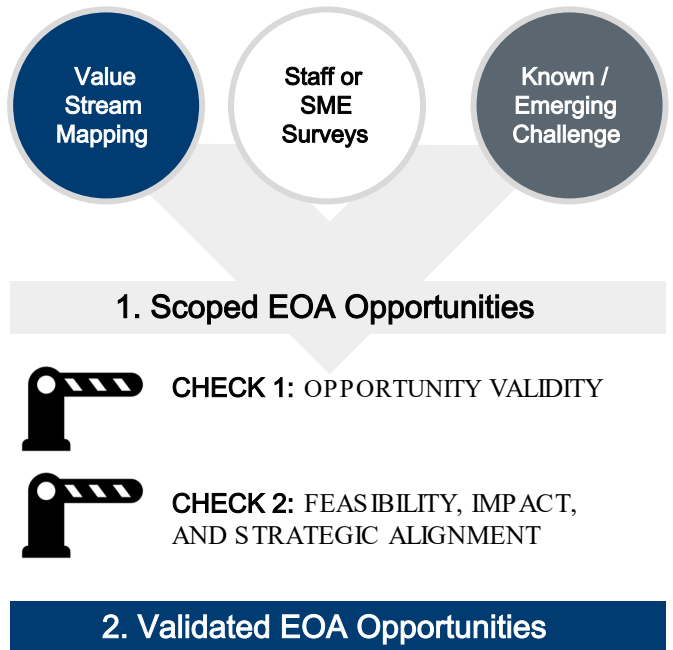 Value
Stream
Mapping
Staff or
SME
Surveys
Known /
Emerging
Challenge
1. Scoped EOA Opportunities
CHECK 1: OPPORTUNITY VALIDITY
CHECK 2: FEASIBILITY, IMPACT,
AND STRATEGIC ALIGNMENT
2. Validated EOA Opportunities